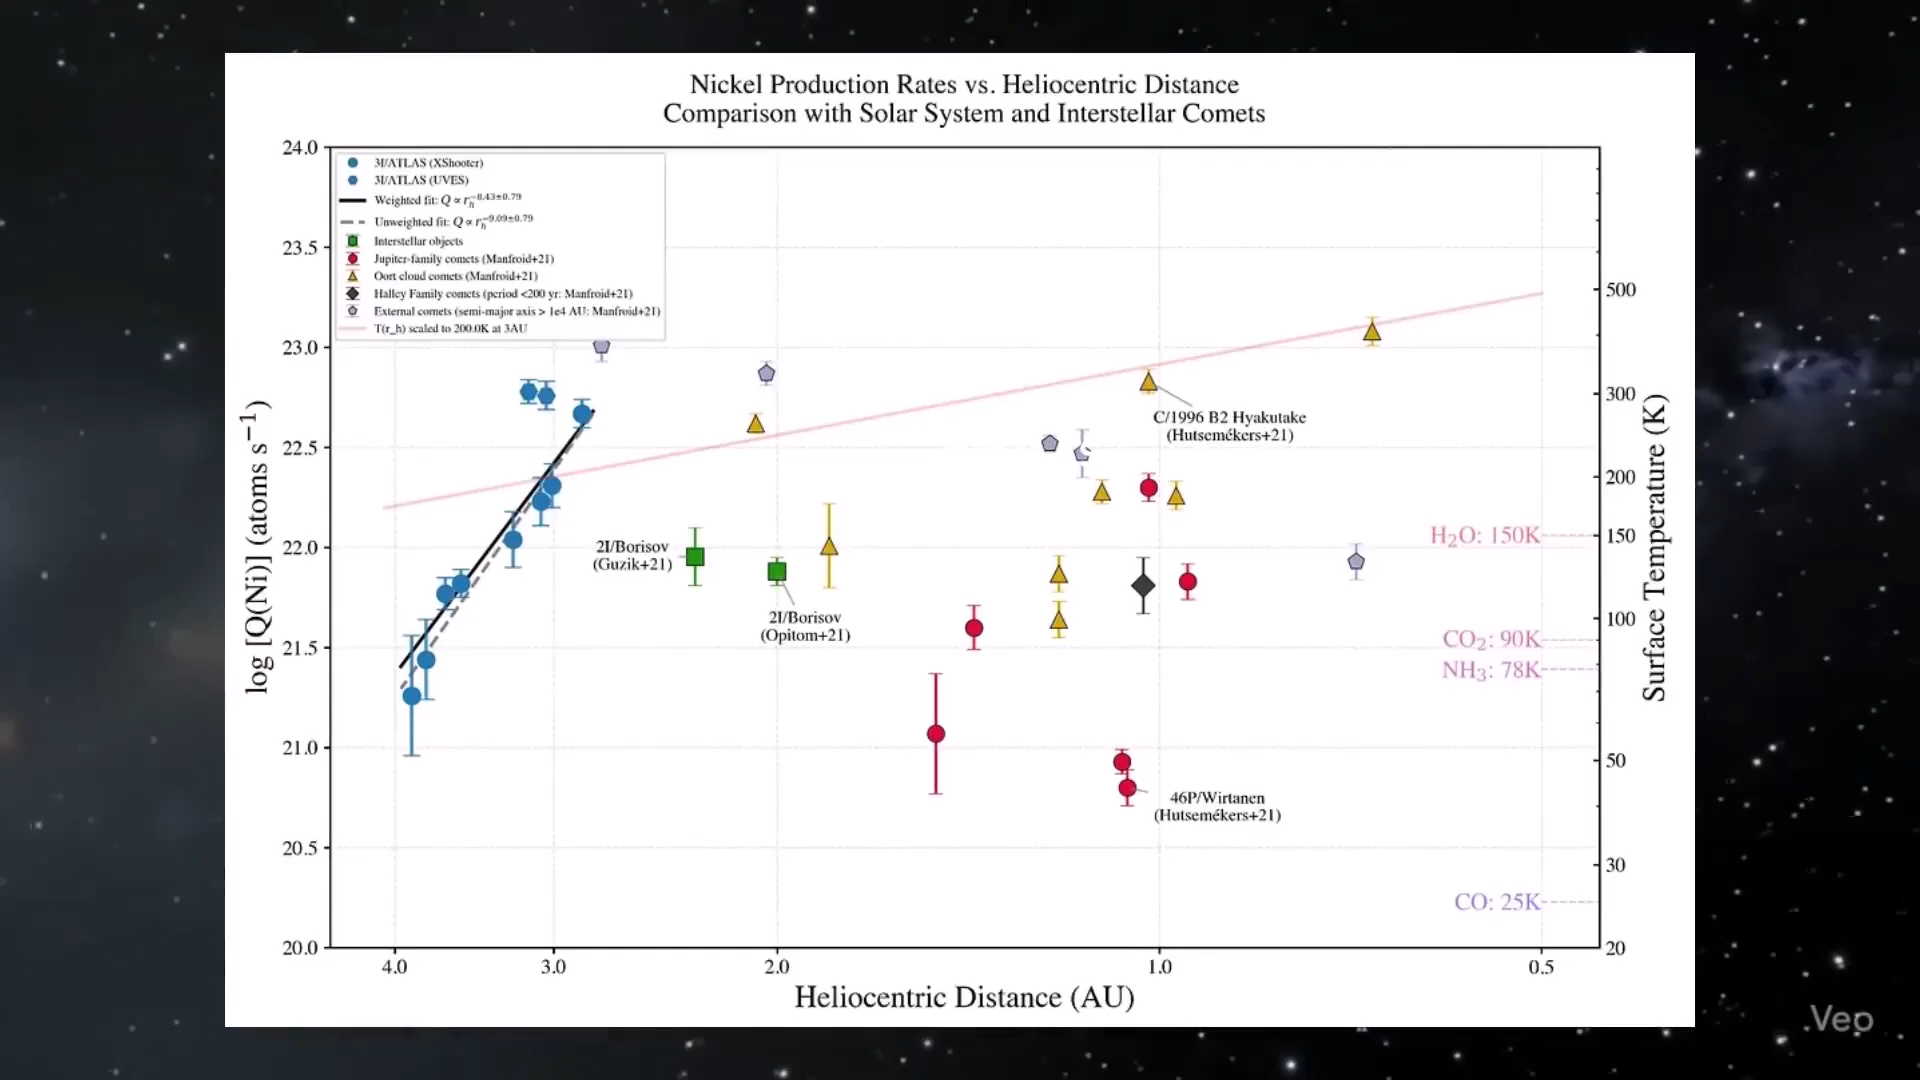 Nickel Production Rates vs. Heliocentric Distance
Comparison with Solar System and Interstellar Comets
24.0
23.5
23.0
22.5
22.0
21.5
21.0
20.5
20.0
log [Q(Ni)] (atoms s⁻¹)
3I/ATLAS (XShooter)
3I/ATLAS (UVES)
Weighted fit: Q ∝ r_h^−8.43±0.79
Unweighted fit: Q ∝ r_h^−9.09±0.79
Interstellar objects
Jupiter-family comets (Manfroid+21)
Oort cloud comets (Manfroid+21)
Halley Family comets (period <200 yr: Manfroid+21)
External comets (semi-major axis > 1e4 AU: Manfroid+21)
T(r_h) scaled to 200.0K at 3AU
C/1996 B2 Hyakutake
(Hutsemékers+21)
2I/Borisov
(Guzik+21)
2I/Borisov
(Opitom+21)
46P/Wirtanen
(Hutsemékers+21)
H₂O: 150K
CO₂: 90K
NH₃: 78K
CO: 25K
500
300
200
150
100
50
30
20
Surface Temperature (K)
4.0
3.0
2.0
1.0
0.5
Heliocentric Distance (AU)
Veo